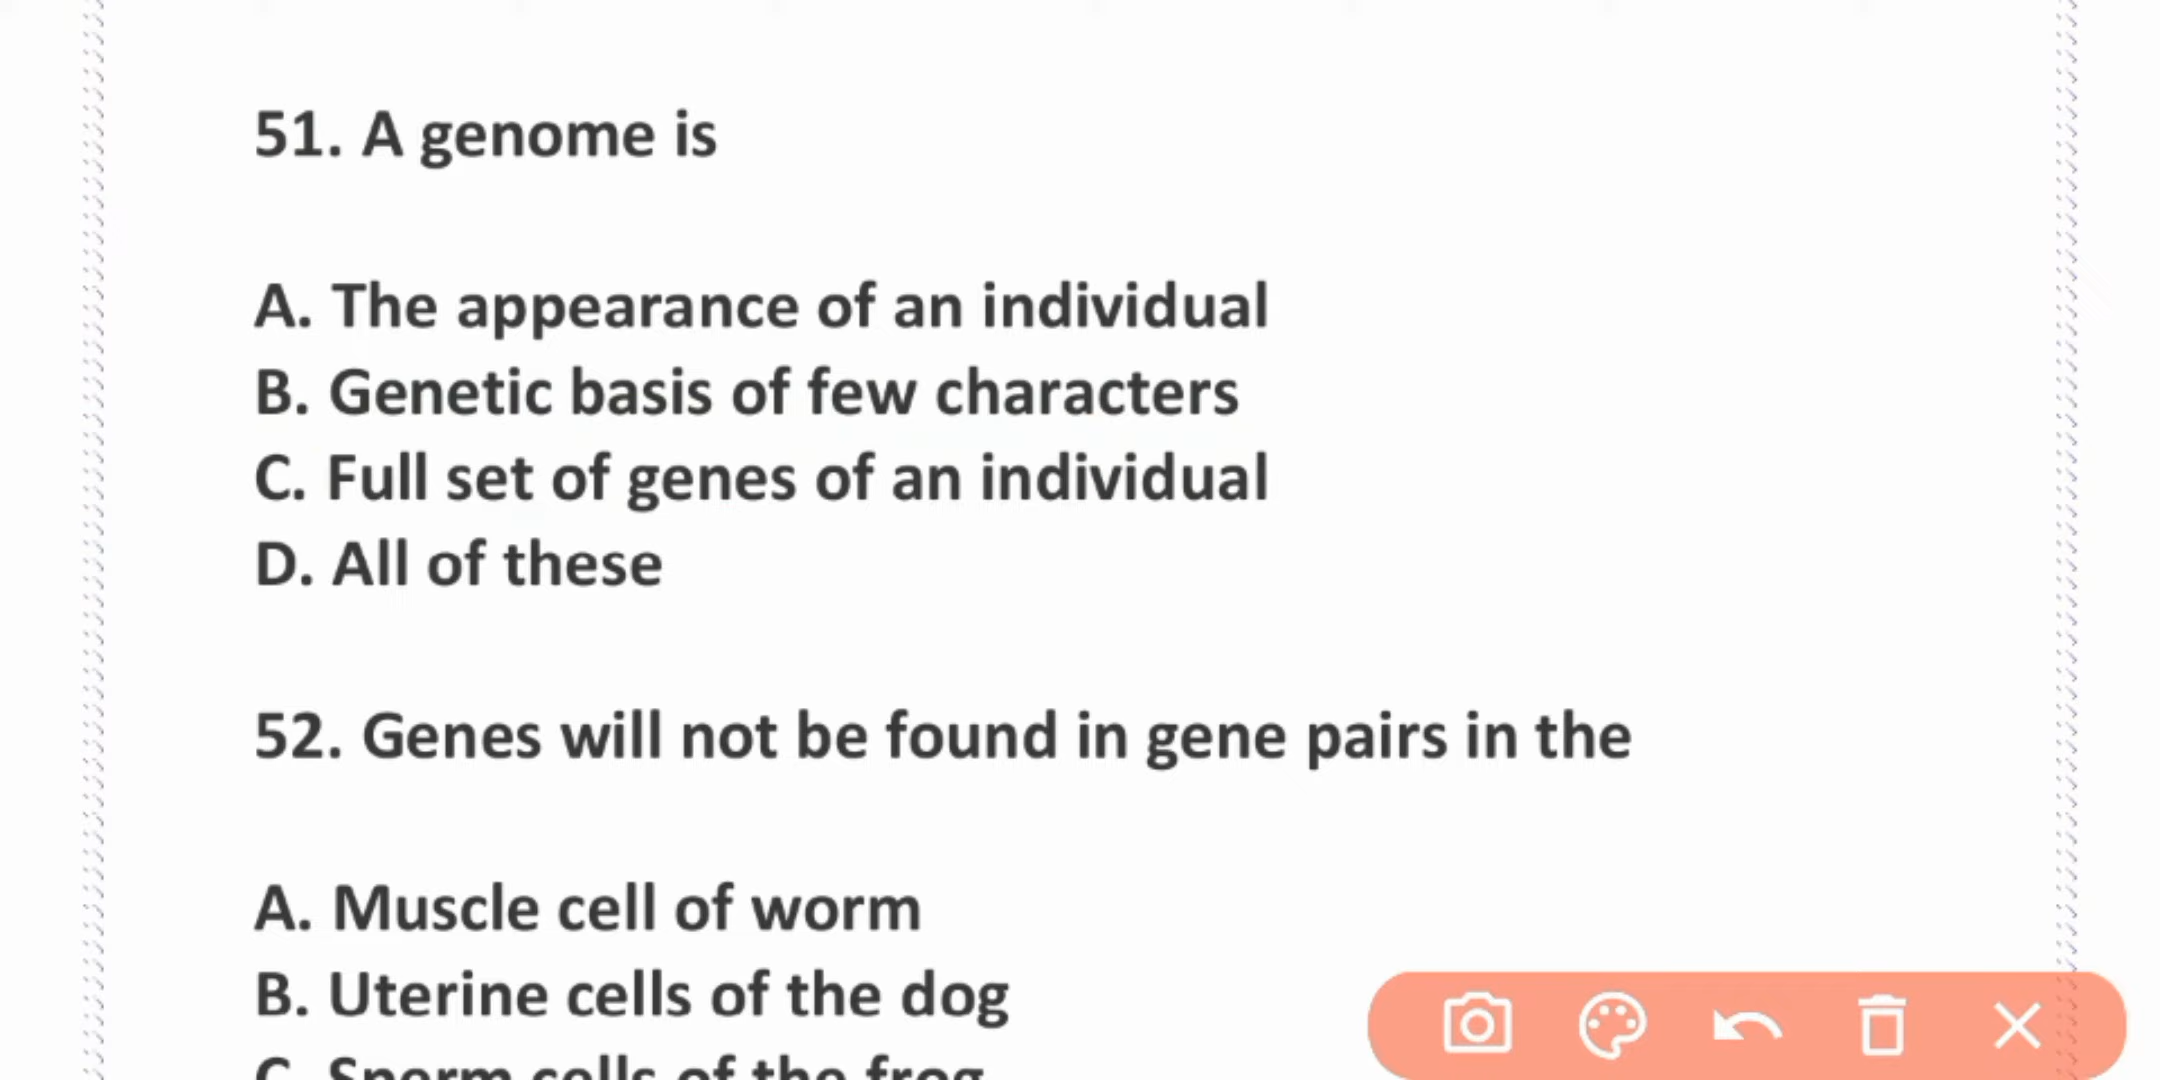 51. A genome is
A. The appearance of an individual
B. Genetic basis of few characters
C. Full set of genes of an individual
D. All of these
52. Genes will not be found in gene pairs in the
A. Muscle cell of worm
B. Uterine cells of the dog
C. Sperm cells of the frog